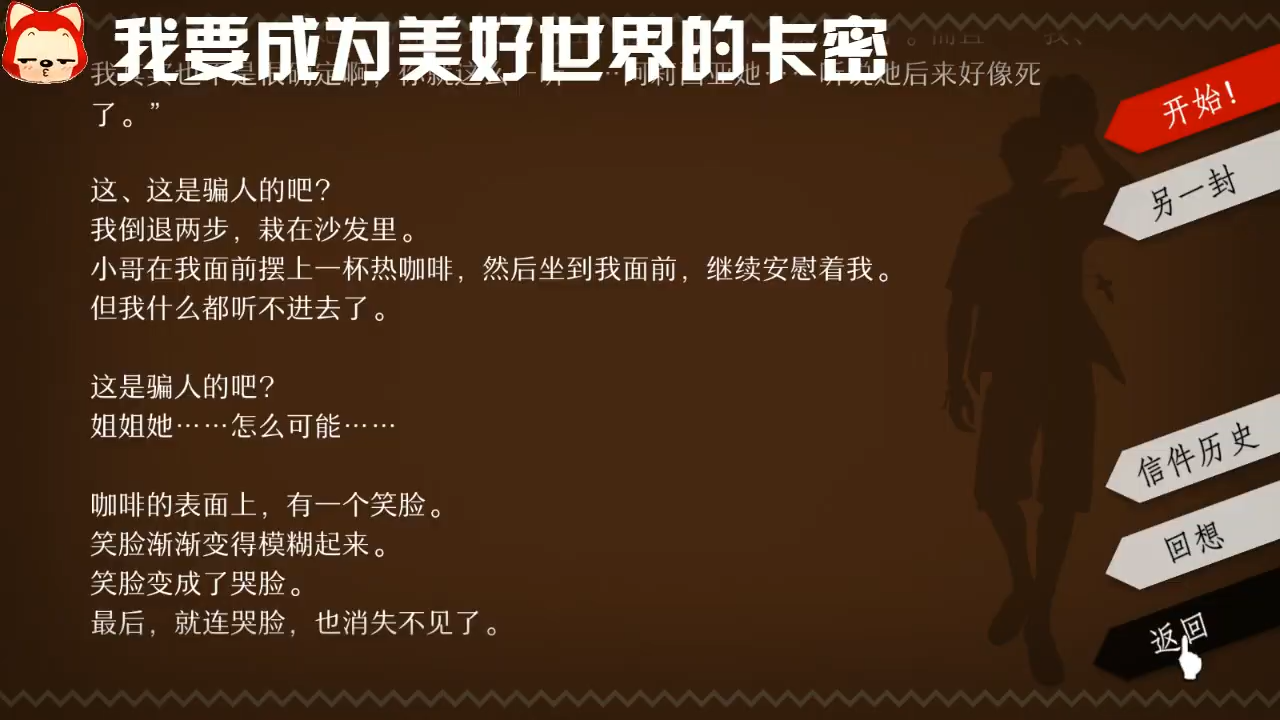 我要成为美好世界的卡密
她后来好像死
了。”
这、这是骗人的吧？
我倒退两步，栽在沙发里。
小哥在我面前摆上一杯热咖啡，然后坐到我面前，继续安慰着我。
但我什么都听不进去了。
这是骗人的吧？
姐姐她……怎么可能……
咖啡的表面上，有一个笑脸。
笑脸渐渐变得模糊起来。
笑脸变成了哭脸。
最后，就连哭脸，也消失不见了。
开始！
另一封
信件历史
回想
返回